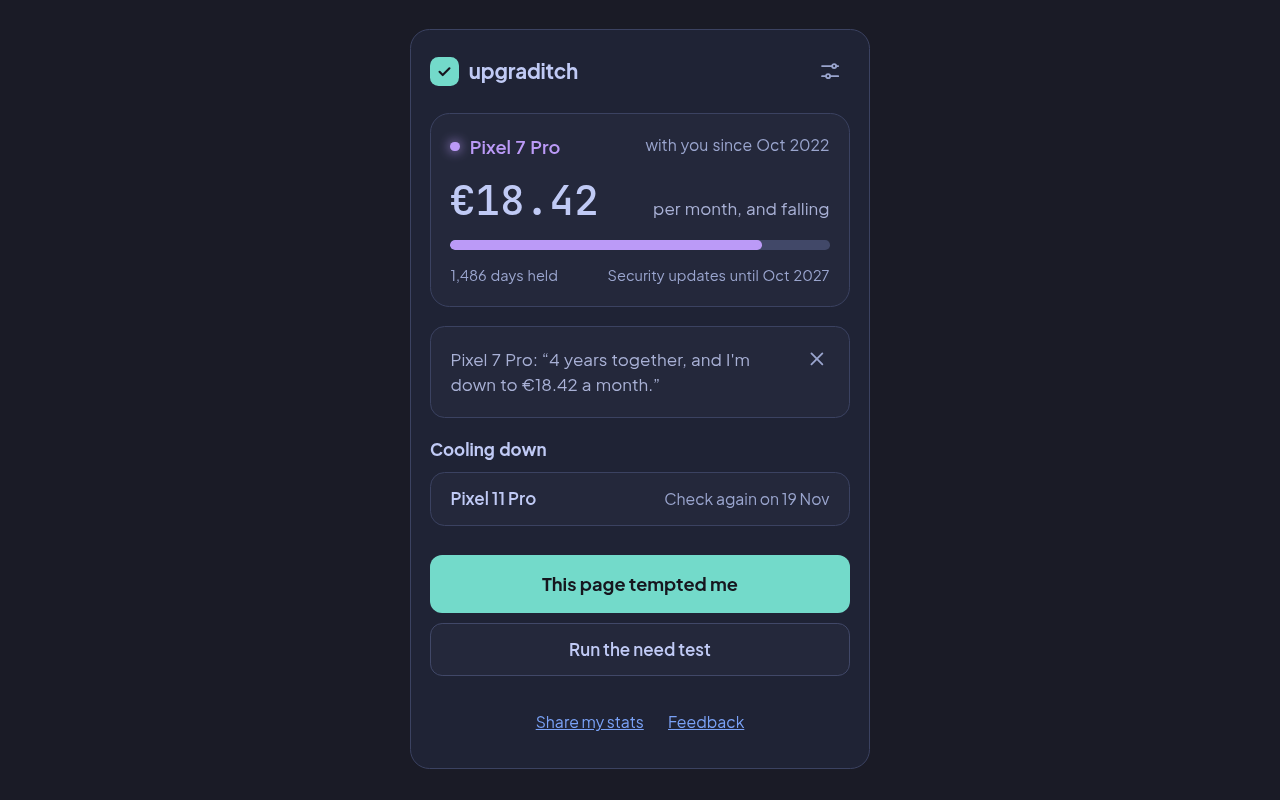 upgraditch
Pixel 7 Pro
with you since Oct 2022
€18.42
per month, and falling
1,486 days held
Security updates until Oct 2027
Pixel 7 Pro: “4 years together, and I'm
down to €18.42 a month.”
Cooling down
Pixel 11 Pro
Check again on 19 Nov
This page tempted me
Run the need test
Share my stats
Feedback